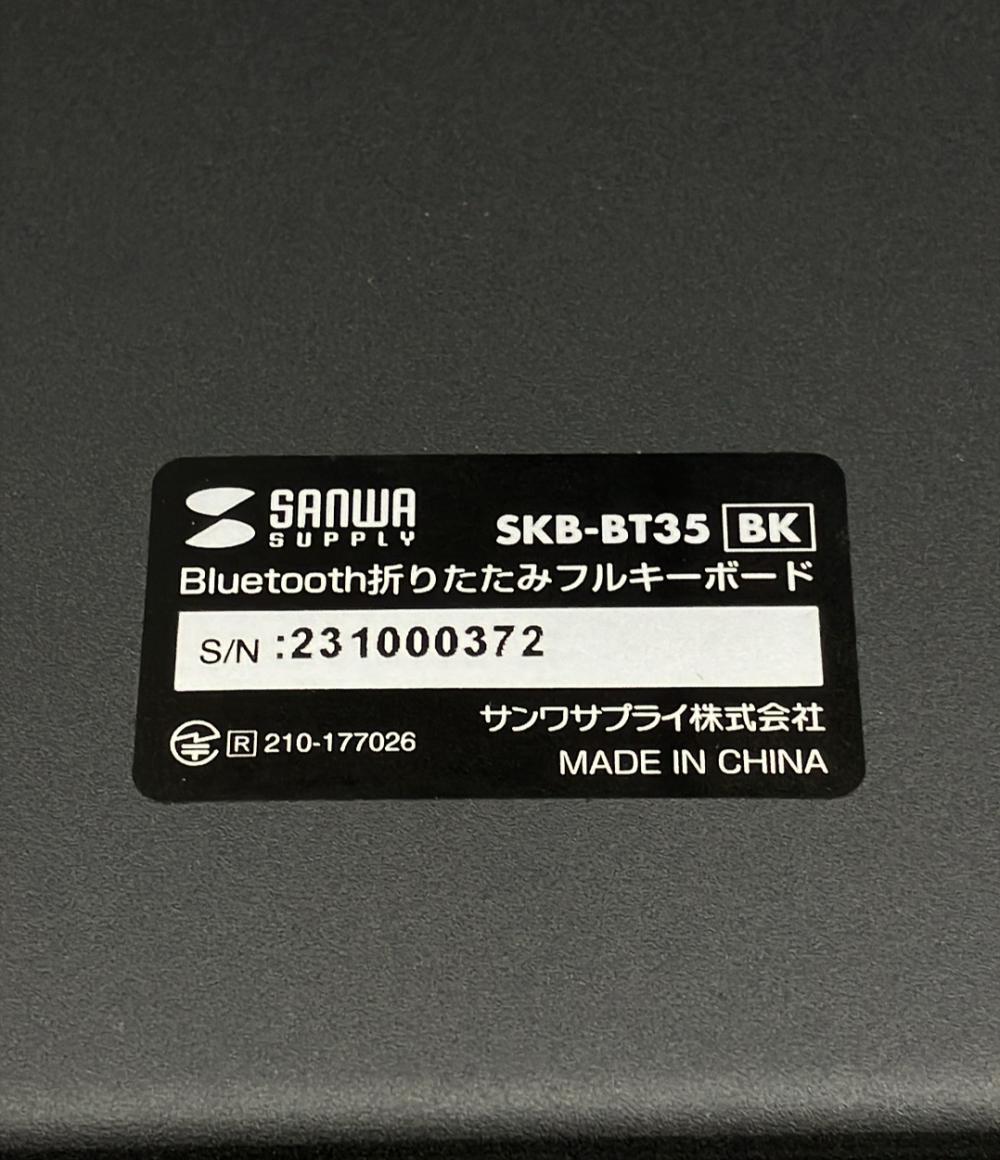 SANWA
SUPPLY
SKB-BT35 BK
Bluetooth折りたたみフルキーボード
S/N :231000372
サンワサプライ株式会社
R 210-177026
MADE IN CHINA